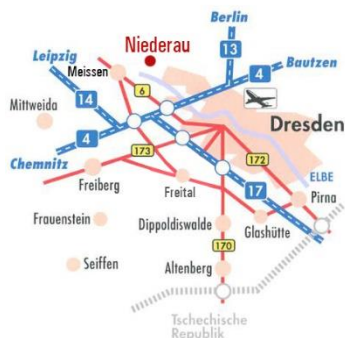 Berlin
13
Niederau
Leipzig
4
Bautzen
Meissen
6
14
Mittweida
Dresden
4
173
172
Chemnitz
ELBE
Freiberg
Freital
17
Pirna
Frauenstein
Dippoldiswalde
Glashütte
170
Seiffen
Altenberg
Tschechische
Republik